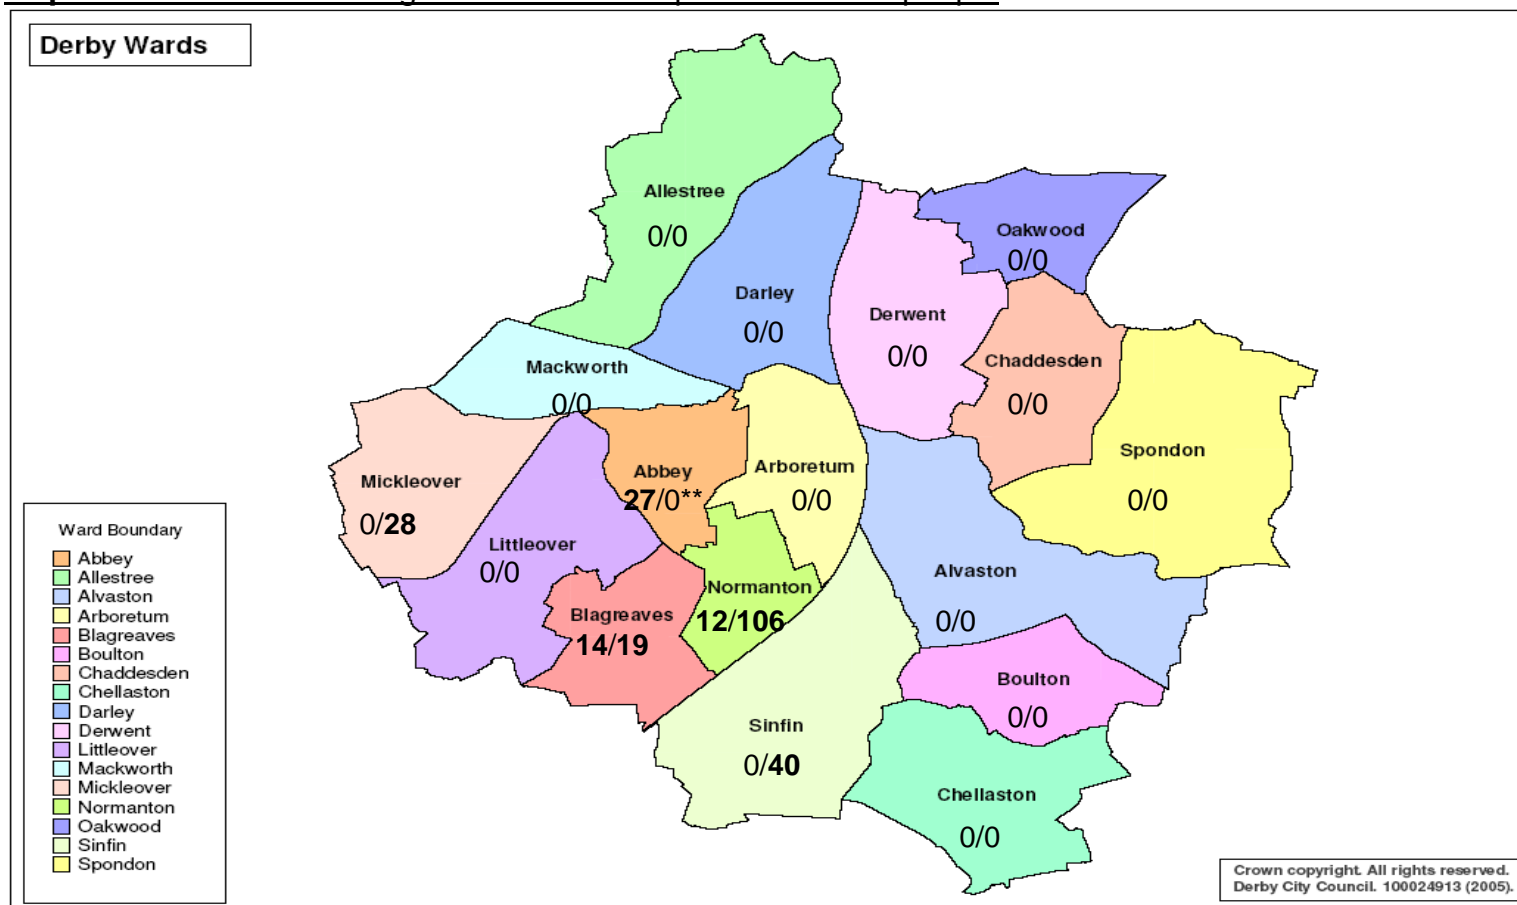 Derby Wards
Allestree
0/0
Oakwood
0/0
Darley
0/0
Derwent
0/0
Chaddesden
0/0
Mackworth
0/0
Spondon
0/0
Mickleover
0/28
Abbey
27/0**
Arboretum
0/0
Littleover
0/0
Normanton
12/106
Blagreaves
14/19
Alvaston
0/0
Boulton
0/0
Sinfin
0/40
Chellaston
0/0
Ward Boundary
Abbey
Allestree
Alvaston
Arboretum
Blagreaves
Boulton
Chaddesden
Chellaston
Darley
Derwent
Littleover
Mackworth
Mickleover
Normanton
Oakwood
Sinfin
Spondon
Crown copyright. All rights reserved.
Derby City Council. 100024913 (2005).